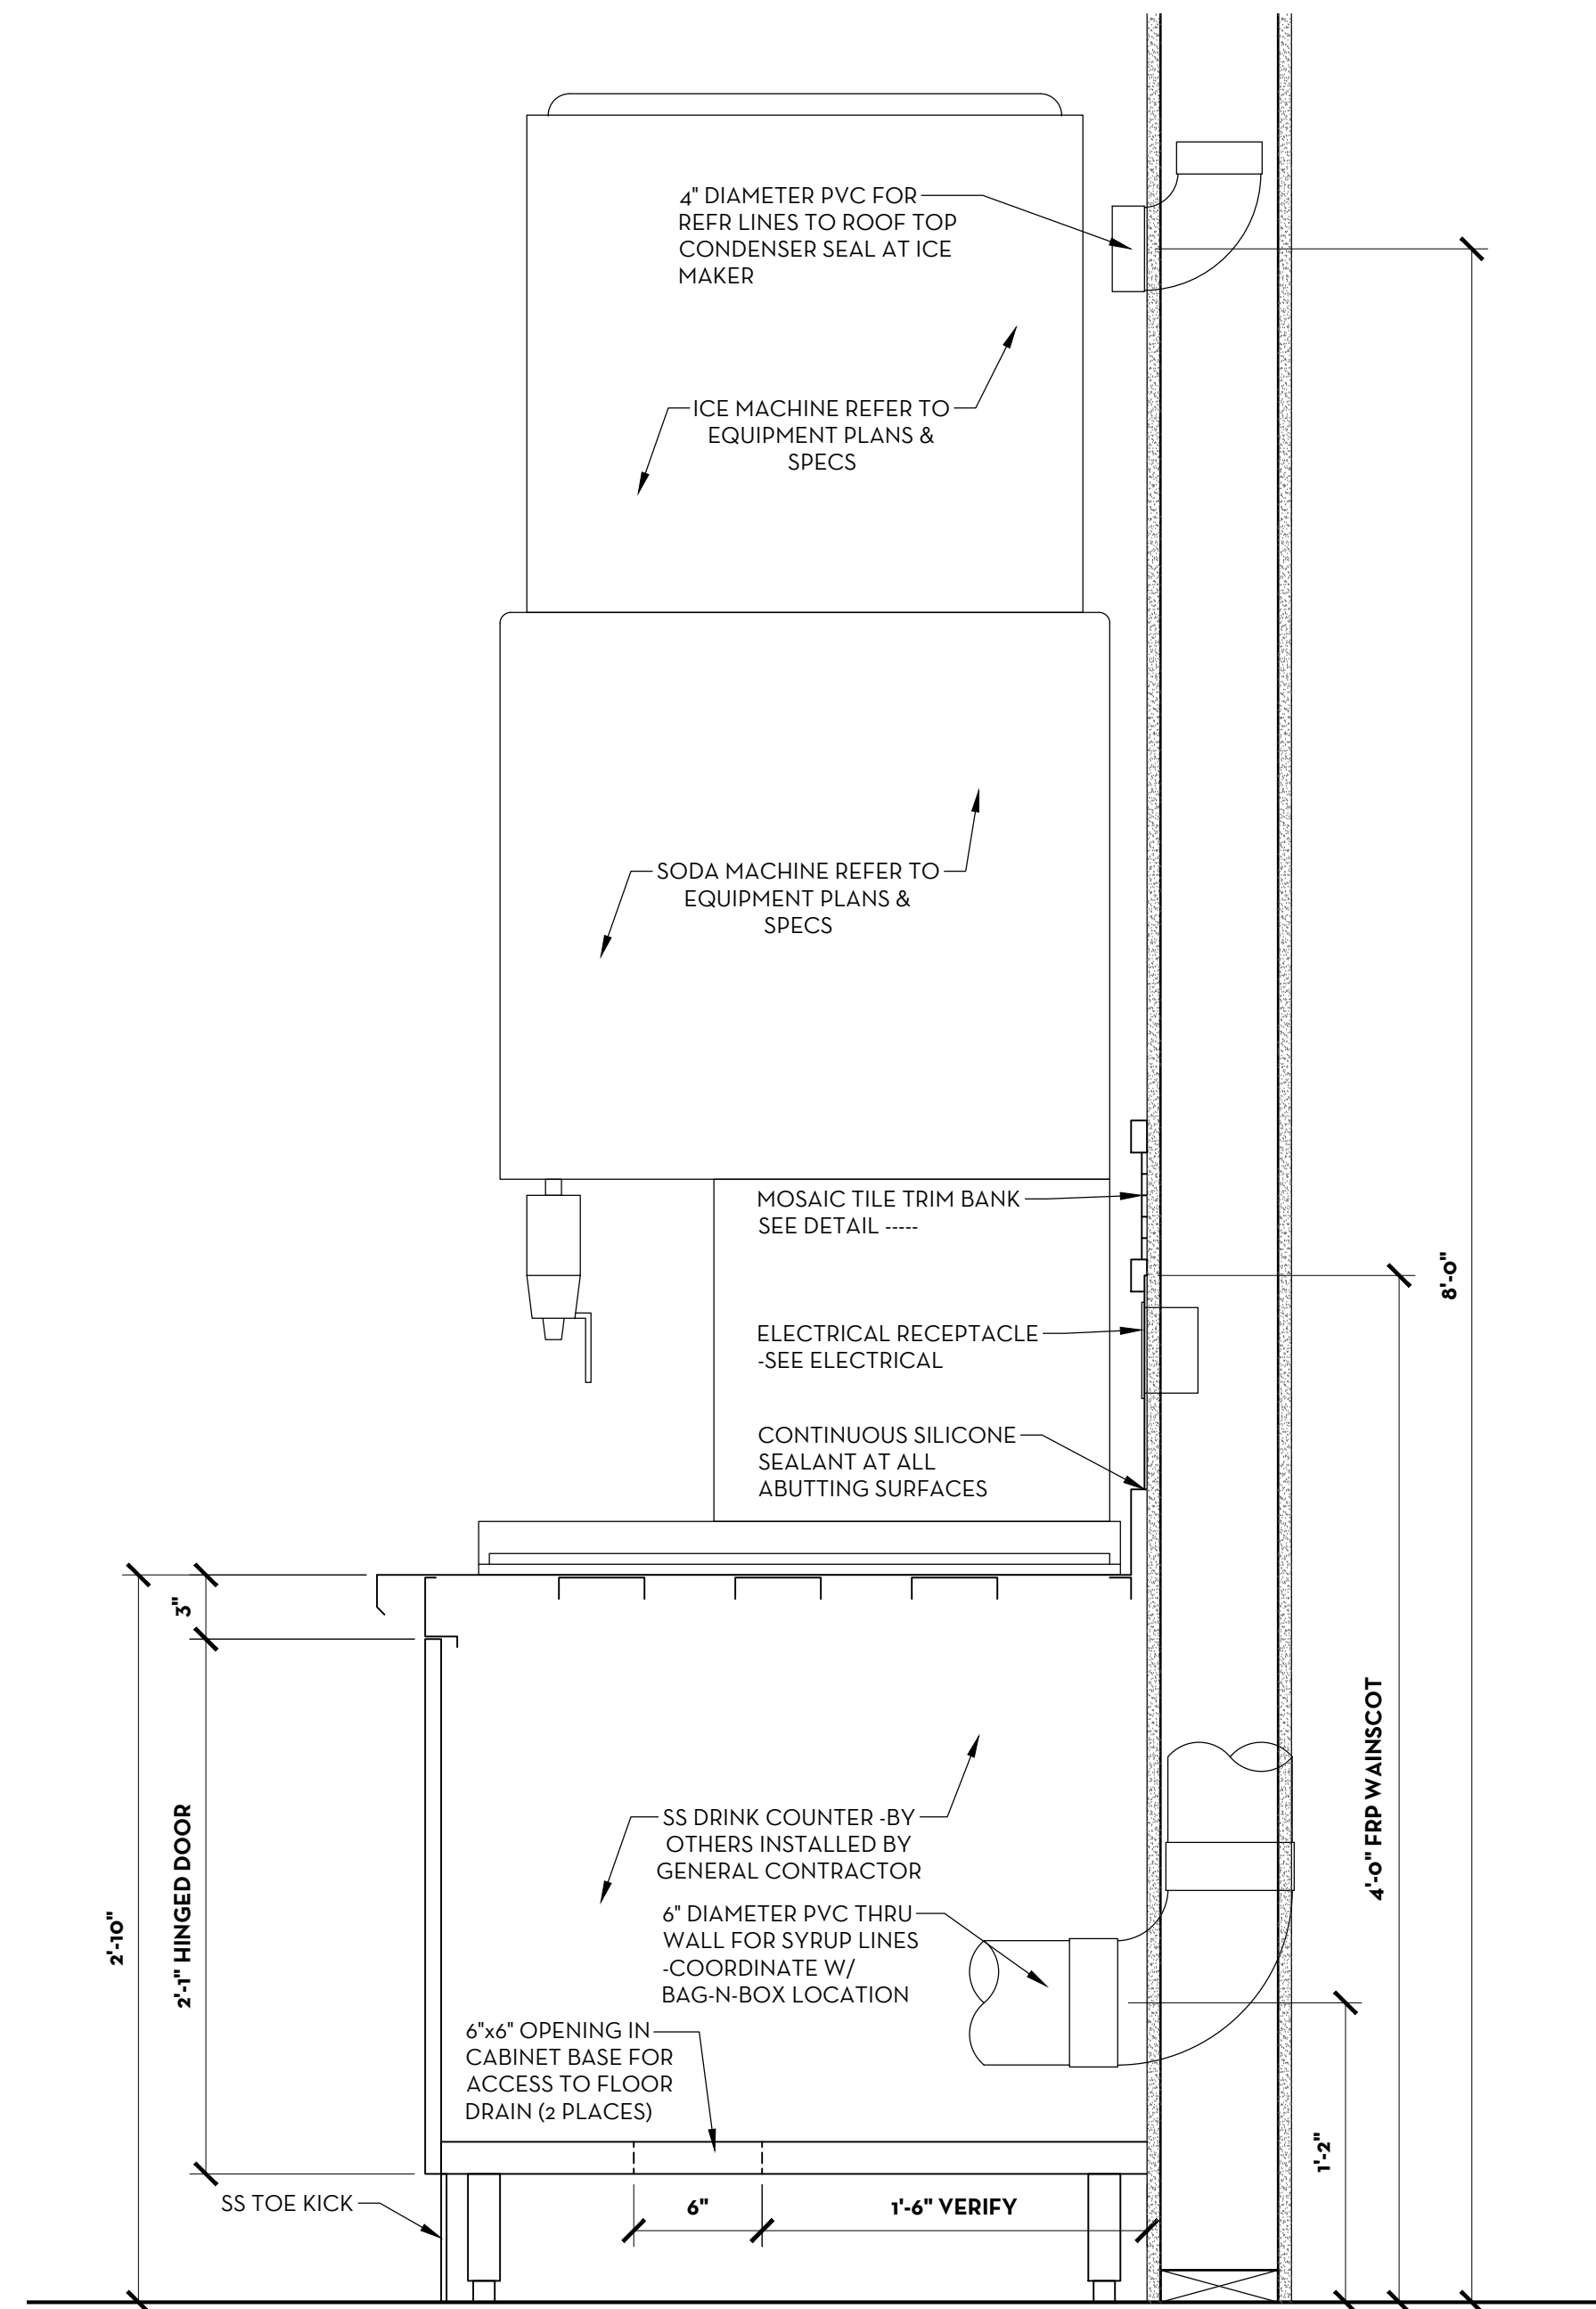 4" DIAMETER PVC FOR
REFR LINES TO ROOF TOP
CONDENSER SEAL AT ICE
MAKER
ICE MACHINE REFER TO
EQUIPMENT PLANS &
SPECS
SODA MACHINE REFER TO
EQUIPMENT PLANS &
SPECS
MOSAIC TILE TRIM BANK
SEE DETAIL -----
8'-0"
ELECTRICAL RECEPTACLE
-SEE ELECTRICAL
CONTINUOUS SILICONE
SEALANT AT ALL
ABUTTING SURFACES
3"
4'-0" FRP WAINSCOT
2'-1" HINGED DOOR
2'-10"
SS DRINK COUNTER -BY
OTHERS INSTALLED BY
GENERAL CONTRACTOR
6" DIAMETER PVC THRU
WALL FOR SYRUP LINES
-COORDINATE W/
BAG-N-BOX LOCATION
6"x6" OPENING IN
CABINET BASE FOR
ACCESS TO FLOOR
DRAIN (2 PLACES)
1'-2"
SS TOE KICK
6"
1'-6" VERIFY